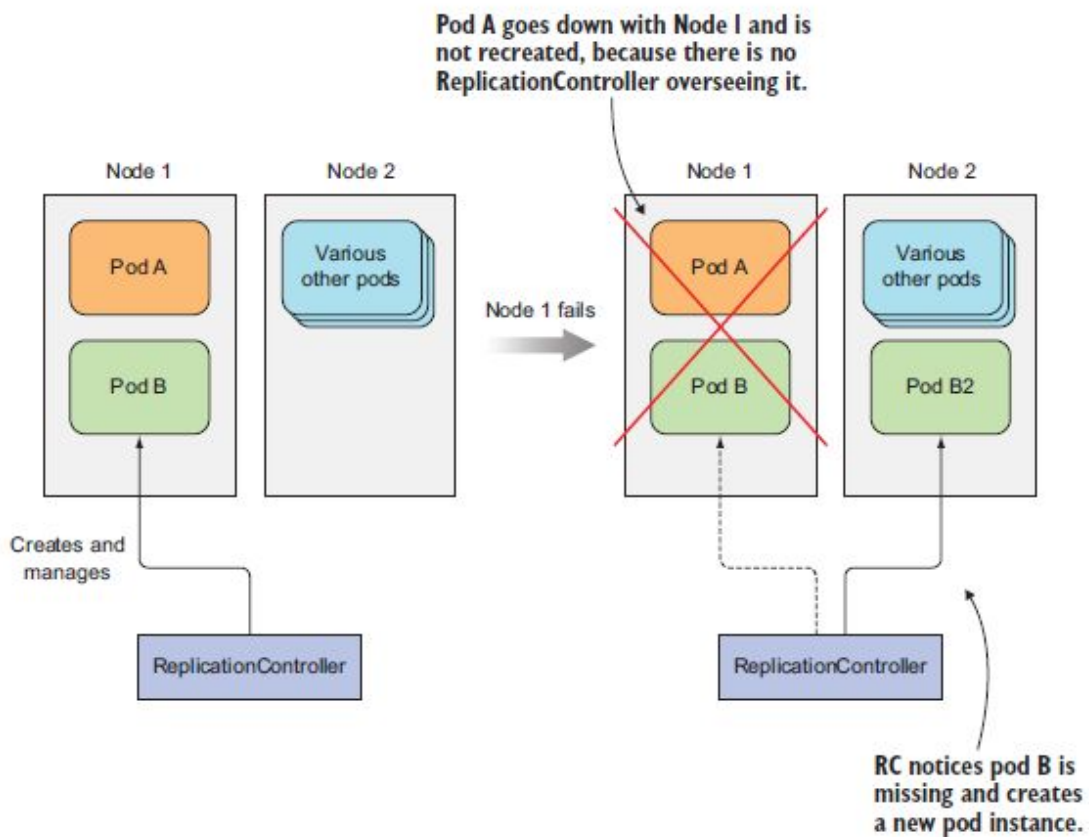 Pod A goes down with Node I and is
not recreated, because there is no
ReplicationController overseeing it.
Node 1
Node 2
Pod A
Various
other pods
Pod B
Creates and
manages
ReplicationController
Node 1 fails
Node 1
Node 2
Pod A
Various
other pods
Pod B
Pod B2
ReplicationController
RC notices pod B is
missing and creates
a new pod instance.